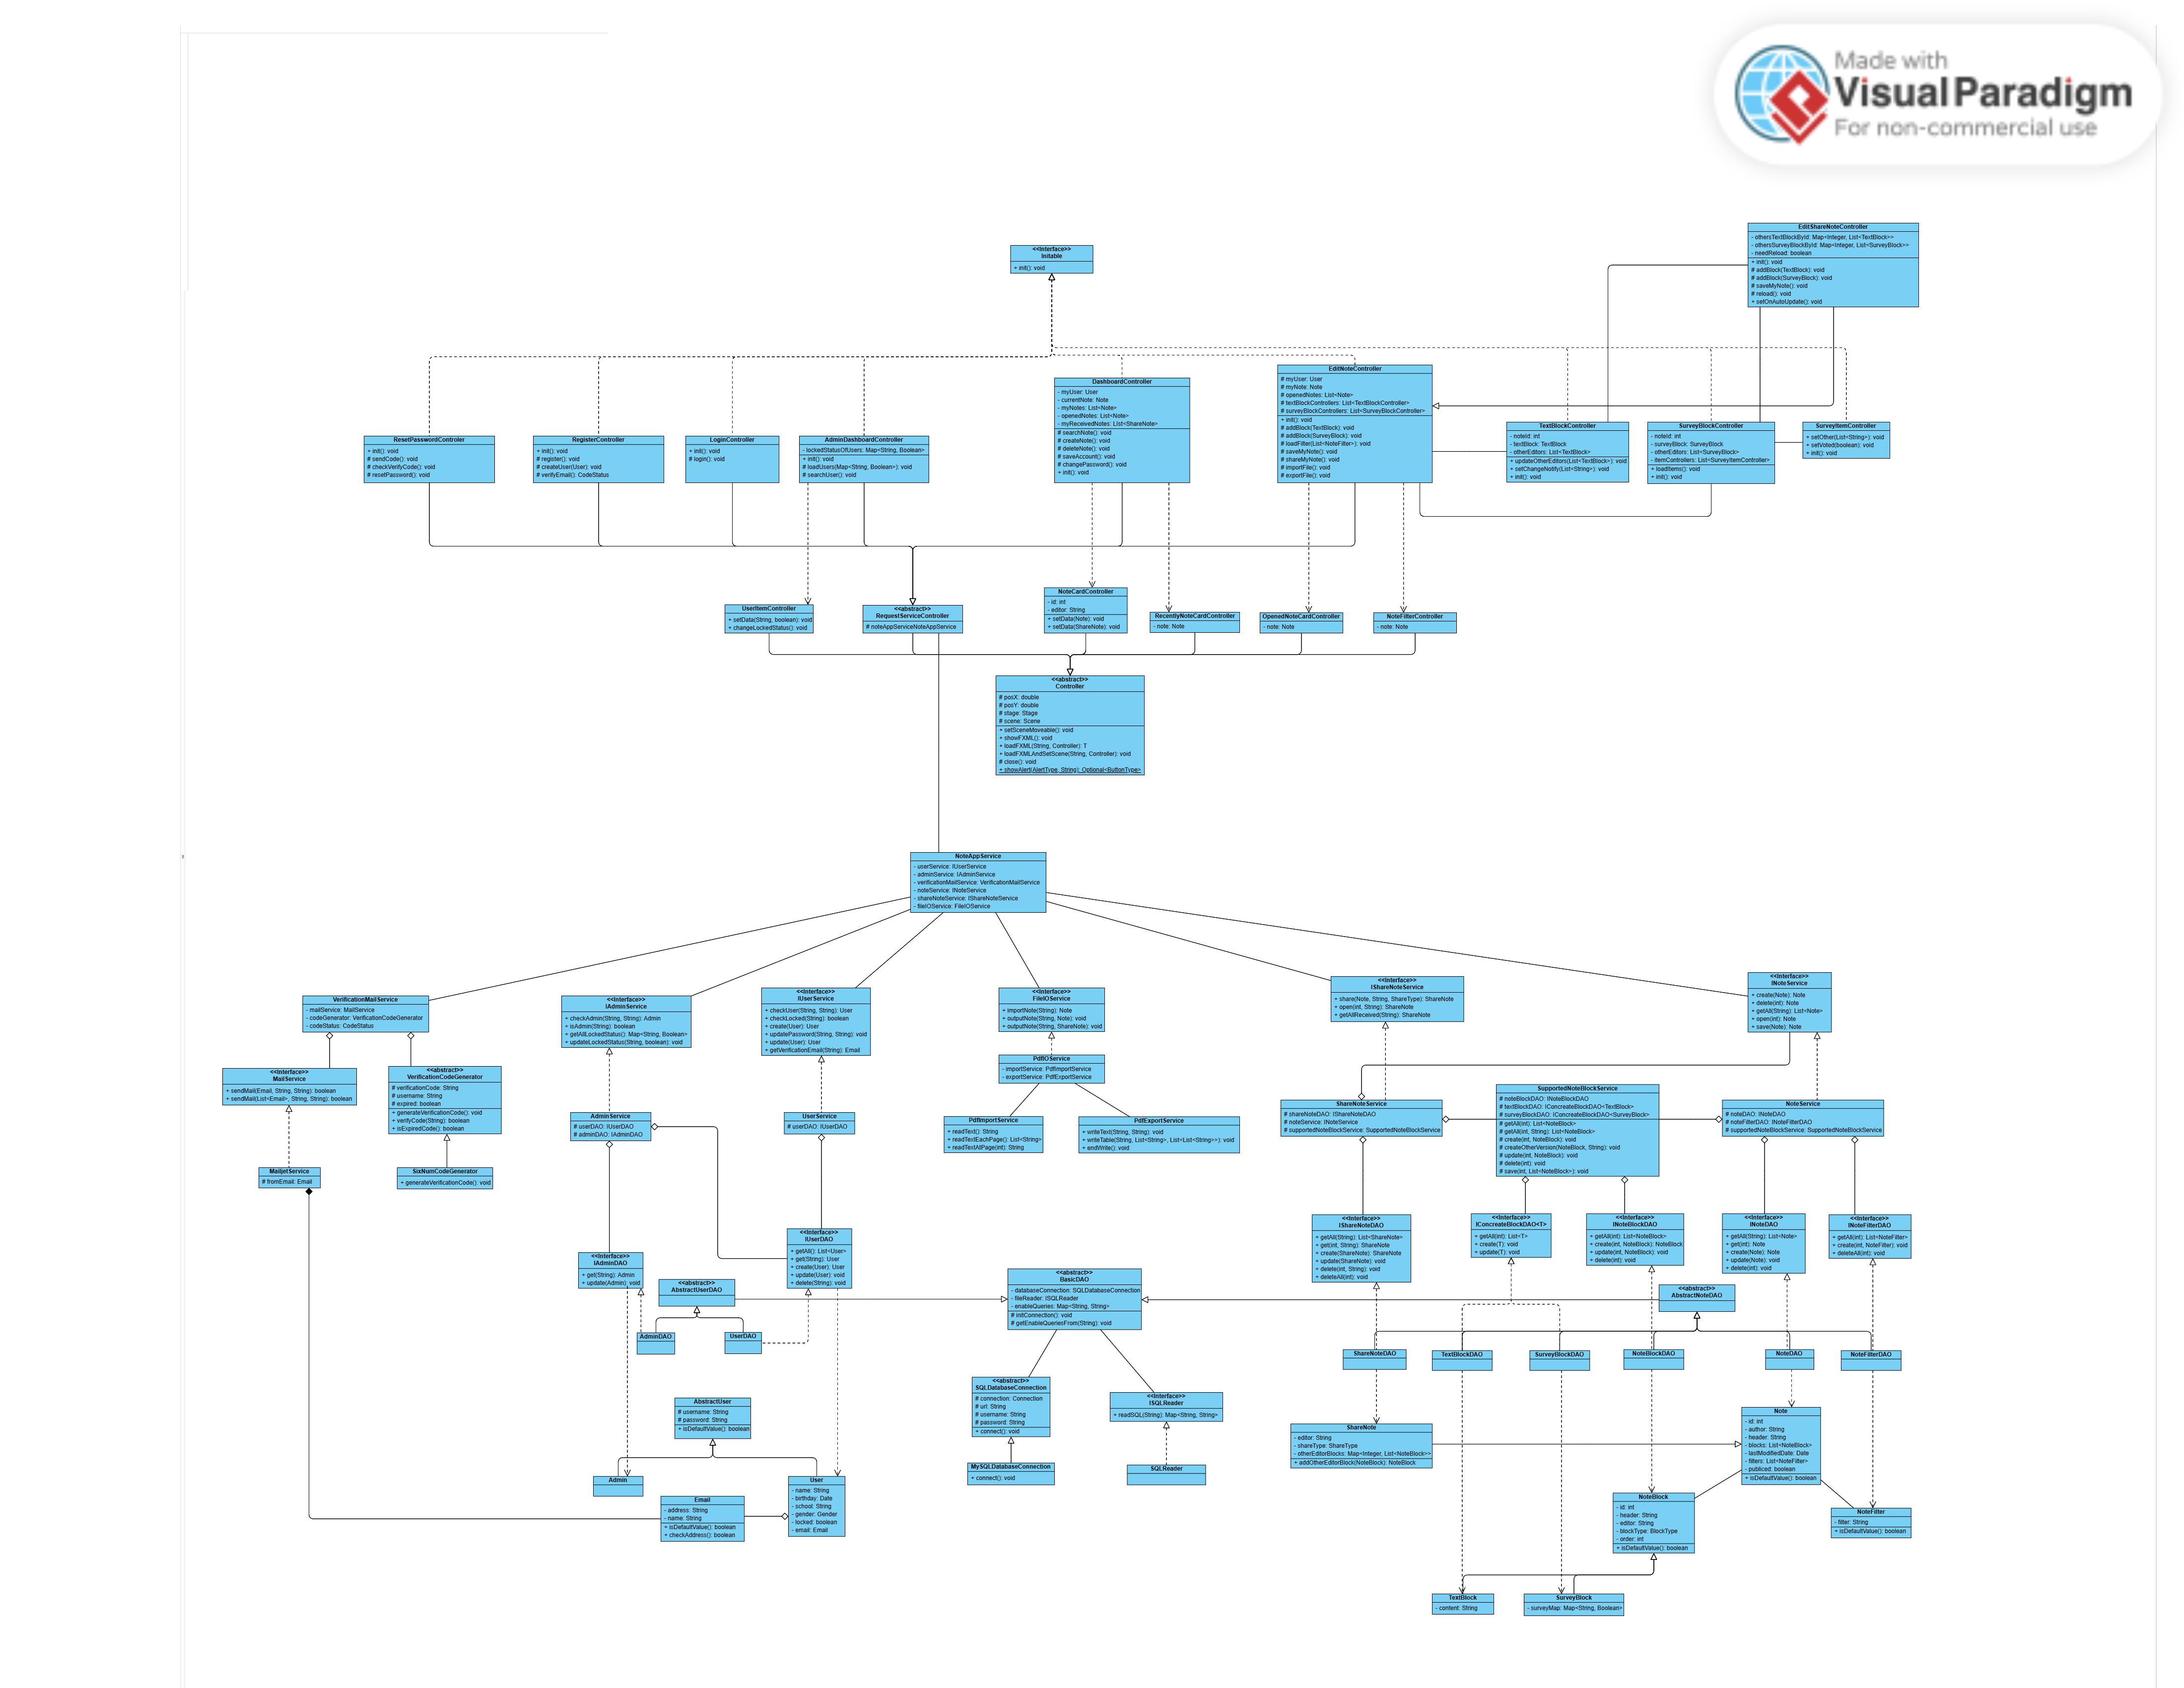 Made with
Visual Paradigm
For non-commercial use
EditShareNoteController
- othersTextBlockById: Map<Integer, List<TextBlock>>
- othersSurveyBlockById: Map<Integer, List<SurveyBlock>>
- needReload: boolean
+ init(): void
# addBlock(TextBlock): void
# addBlock(SurveyBlock): void
# saveMyNote(): void
# reload(): void
+ setOnAutoUpdate(): void
<<Interface>>
Initable
+ init(): void
ResetPasswordControler
+ init(): void
# sendCode(): void
# checkVerifyCode(): void
# resetPassword(): void
RegisterController
+ init(): void
# register(): void
# createUser(User): void
# verifyEmail(): CodeStatus
LoginController
+ init(): void
# login(): void
AdminDashboardController
- lockedStatusOfUsers: Map<String, Boolean>
+ init(): void
# loadUsers(Map<String, Boolean>): void
# searchUser(): void
DashboardController
- myUser: User
- currentNote: Note
- myNotes: List<Note>
- openedNotes: List<Note>
- myReceivedNotes: List<ShareNote>
# searchNote(): void
# createNote(): void
# deleteNote(): void
# saveAccount(): void
# changePassword(): void
+ init(): void
EditNoteController
# myUser: User
# myNote: Note
# openedNotes: List<Note>
# textBlockControllers: List<TextBlockController>
# surveyBlockControllers: List<SurveyBlockController>
+ init(): void
# addBlock(TextBlock): void
# addBlock(SurveyBlock): void
# loadFilter(List<NoteFilter>): void
# saveMyNote(): void
# shareMyNote(): void
# importFile(): void
# exportFile(): void
TextBlockController
- noteId: int
- textBlock: TextBlock
- otherEditors: List<TextBlock>
+ updateOtherEditors(List<TextBlock>): void
+ setChangeNotify(List<String>): void
+ init(): void
SurveyBlockController
- noteId: int
- surveyBlock: SurveyBlock
- otherEditors: List<SurveyBlock>
- itemControllers: List<SurveyItemController>
+ loadItems(): void
+ init(): void
SurveyItemController
+ setOther(List<String>): void
+ setVoted(boolean): void
+ init(): void
UserItemController
+ setData(String, boolean): void
+ changeLockedStatus(): void
<<abstract>>
RequestServiceController
# noteAppServiceNoteAppService
NoteCardController
- id: int
- editor: String
+ setData(Note): void
+ setData(ShareNote): void
RecentlyNoteCardController
- note: Note
OpenedNoteCardController
- note: Note
NoteFilterController
- note: Note
<<abstract>>
Controller
# posX: double
# posY: double
# stage: Stage
# scene: Scene
+ setSceneMoveable(): void
+ showFXML(): void
+ loadFXML(String, Controller): T
+ loadFXMLAndSetScene(String, Controller): void
# close(): void
+ showAlert(AlertType, String): Optional<ButtonType>
NoteAppService
- userService: IUserService
- adminService: IAdminService
- verificationMailService: VerificationMailService
- noteService: INoteService
- shareNoteService: IShareNoteService
- fileIOService: FileIOService
VerificationMailService
- mailService: MailService
- codeGenerator: VerificationCodeGenerator
- codeStatus: CodeStatus
<<Interface>>
IAdminService
+ checkAdmin(String, String): Admin
+ isAdmin(String): boolean
+ getAllLockedStatus(): Map<String, Boolean>
+ updateLockedStatus(String, boolean): void
<<Interface>>
IUserService
+ checkUser(String, String): User
+ checkLocked(String): boolean
+ create(User): User
+ updatePassword(String, String): void
+ update(User): User
+ getVerificationEmail(String): Email
<<Interface>>
FileIOService
+ importNote(String): Note
+ outputNote(String, Note): void
+ outputNote(String, ShareNote): void
<<Interface>>
IShareNoteService
+ share(Note, String, ShareType): ShareNote
+ open(int, String): ShareNote
+ getAllReceived(String): ShareNote
<<Interface>>
INoteService
+ create(Note): Note
+ delete(int): Note
+ getAll(String): List<Note>
+ open(int): Note
+ save(Note): Note
<<Interface>>
MailService
+ sendMail(Email, String, String): boolean
+ sendMail(List<Email>, String, String): boolean
<<abstract>>
VerificationCodeGenerator
# verificationCode: String
# username: String
# expired: boolean
+ generateVerificationCode(): void
+ verifyCode(String): boolean
+ isExpiredCode(): boolean
PdfIOService
- importService: PdfImportService
- exportService: PdfExportService
AdminService
# userDAO: IUserDAO
# adminDAO: IAdminDAO
UserService
# userDAO: IUserDAO
PdfImportService
+ readText(): String
+ readTextEachPage(): List<String>
+ readTextAtPage(int): String
PdfExportService
+ writeText(String, String): void
+ writeTable(String, List<String>, List<List<String>>): void
+ endWrite(): void
ShareNoteService
# shareNoteDAO: IShareNoteDAO
# noteService: INoteService
# supportedNoteBlockService: SupportedNoteBlockService
SupportedNoteBlockService
# noteBlockDAO: INoteBlockDAO
# textBlockDAO: IConcreateBlockDAO<TextBlock>
# surveyBlockDAO: IConcreteBlockDAO<SurveyBlock>
# getAll(int): List<NoteBlock>
# getAll(int, String): List<NoteBlock>
# create(int, NoteBlock): void
# createOtherVersion(NoteBlock, String): void
# update(int, NoteBlock): void
# delete(int): void
# save(int, List<NoteBlock>): void
NoteService
# noteDAO: INoteDAO
# noteFilterDAO: INoteFilterDAO
# supportedNoteBlockService: SupportedNoteBlockService
MailjetService
# fromEmail: Email
SixNumCodeGenerator
+ generateVerificationCode(): void
<<Interface>>
IAdminDAO
+ get(String): Admin
+ update(Admin): void
<<Interface>>
IUserDAO
+ getAll(): List<User>
+ get(String): User
+ create(User): User
+ update(User): void
+ delete(String): void
<<Interface>>
IShareNoteDAO
+ getAll(String): List<ShareNote>
+ get(int, String): ShareNote
+ create(ShareNote): ShareNote
+ update(ShareNote): void
+ delete(int, String): void
+ deleteAll(int): void
<<Interface>>
IConcreateBlockDAO<T>
+ getAll(int): List<T>
+ create(T): void
+ update(T): void
<<Interface>>
INoteBlockDAO
+ getAll(int): List<NoteBlock>
+ create(int, NoteBlock): NoteBlock
+ update(int, NoteBlock): void
+ delete(int): void
<<Interface>>
INoteDAO
+ getAll(String): List<Note>
+ get(int): Note
+ create(Note): Note
+ update(Note): void
+ delete(int): void
<<Interface>>
INoteFilterDAO
+ getAll(int): List<NoteFilter>
+ create(int, NoteFilter): void
+ deleteAll(int): void
<<abstract>>
AbstractUserDAO
<<abstract>>
BasicDAO
- databaseConnection: SQLDatabaseConnection
- fileReader: ISQLReader
- enableQueries: Map<String, String>
# initConnection(): void
# getEnableQueriesFrom(String): void
<<abstract>>
AbstractNoteDAO
AdminDAO
UserDAO
ShareNoteDAO
TextBlockDAO
SurveyBlockDAO
NoteBlockDAO
NoteDAO
NoteFilterDAO
<<abstract>>
SQLDatabaseConnection
# connection: Connection
# url: String
# username: String
# password: String
+ connect(): void
<<Interface>>
ISQLReader
+ readSQL(String): Map<String, String>
AbstractUser
# username: String
# password: String
+ isDefaultValue(): boolean
ShareNote
- editor: String
- shareType: ShareType
- otherEditorBlocks: Map<Integer, List<NoteBlock>>
+ addOtherEditorBlock(NoteBlock): NoteBlock
Note
- id: int
- author: String
- header: String
- blocks: List<NoteBlock>
- lastModifiedDate: Date
- filters: List<NoteFilter>
- publiced: boolean
+ isDefaultValue(): boolean
MySQLDatabaseConnection
+ connect(): void
SQLReader
Admin
User
- name: String
- birthday: Date
- school: String
- gender: Gender
- locked: boolean
- email: Email
Email
- address: String
- name: String
+ isDefaultValue(): boolean
+ checkAddress(): boolean
NoteBlock
- id: int
- header: String
- editor: String
- blockType: BlockType
- order: int
+ isDefaultValue(): boolean
NoteFilter
- filter: String
+ isDefaultValue(): boolean
TextBlock
- content: String
SurveyBlock
- surveyMap: Map<String, Boolean>